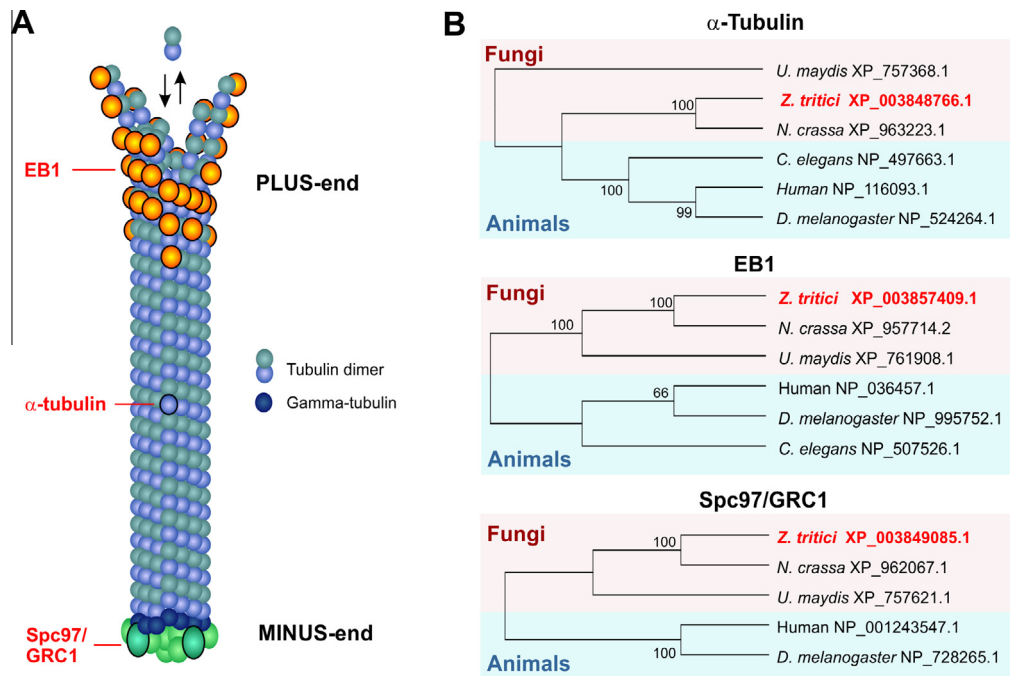 A
EB1
PLUS-end
α-tubulin
Tubulin dimer
Gamma-tubulin
Spc97/
GRC1
MINUS-end
B
α-Tubulin
Fungi
U. maydis XP_757368.1
100
Z. tritici XP_003848766.1
N. crassa XP_963223.1
C. elegans NP_497663.1
100
Human NP_116093.1
99
D. melanogaster NP_524264.1
Animals
EB1
Fungi
100
Z. tritici XP_003857409.1
100
N. crassa XP_957714.2
U. maydis XP_761908.1
66
Human NP_036457.1
D. melanogaster NP_995752.1
C. elegans NP_507526.1
Animals
Spc97/GRC1
Fungi
100
Z. tritici XP_003849085.1
N. crassa XP_962067.1
U. maydis XP_757621.1
Human NP_001243547.1
100
D. melanogaster NP_728265.1
Animals